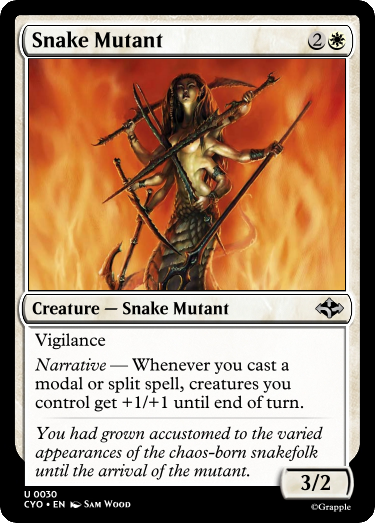 Snake Mutant 2
Creature — Snake Mutant
Vigilance
Narrative — Whenever you cast a
modal or split spell, creatures you
control get +1/+1 until end of turn.
You had grown accustomed to the varied
appearances of the chaos-born snakefolk
until the arrival of the mutant.
3/2
U 0030
CYO • EN SAM WOOD
©Grapple